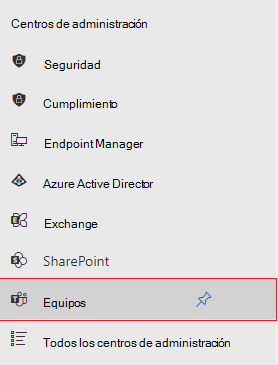 Centros de administración
Seguridad
Cumplimiento
Endpoint Manager
Azure Active Director
Exchange
SharePoint
Equipos
Todos los centros de administración